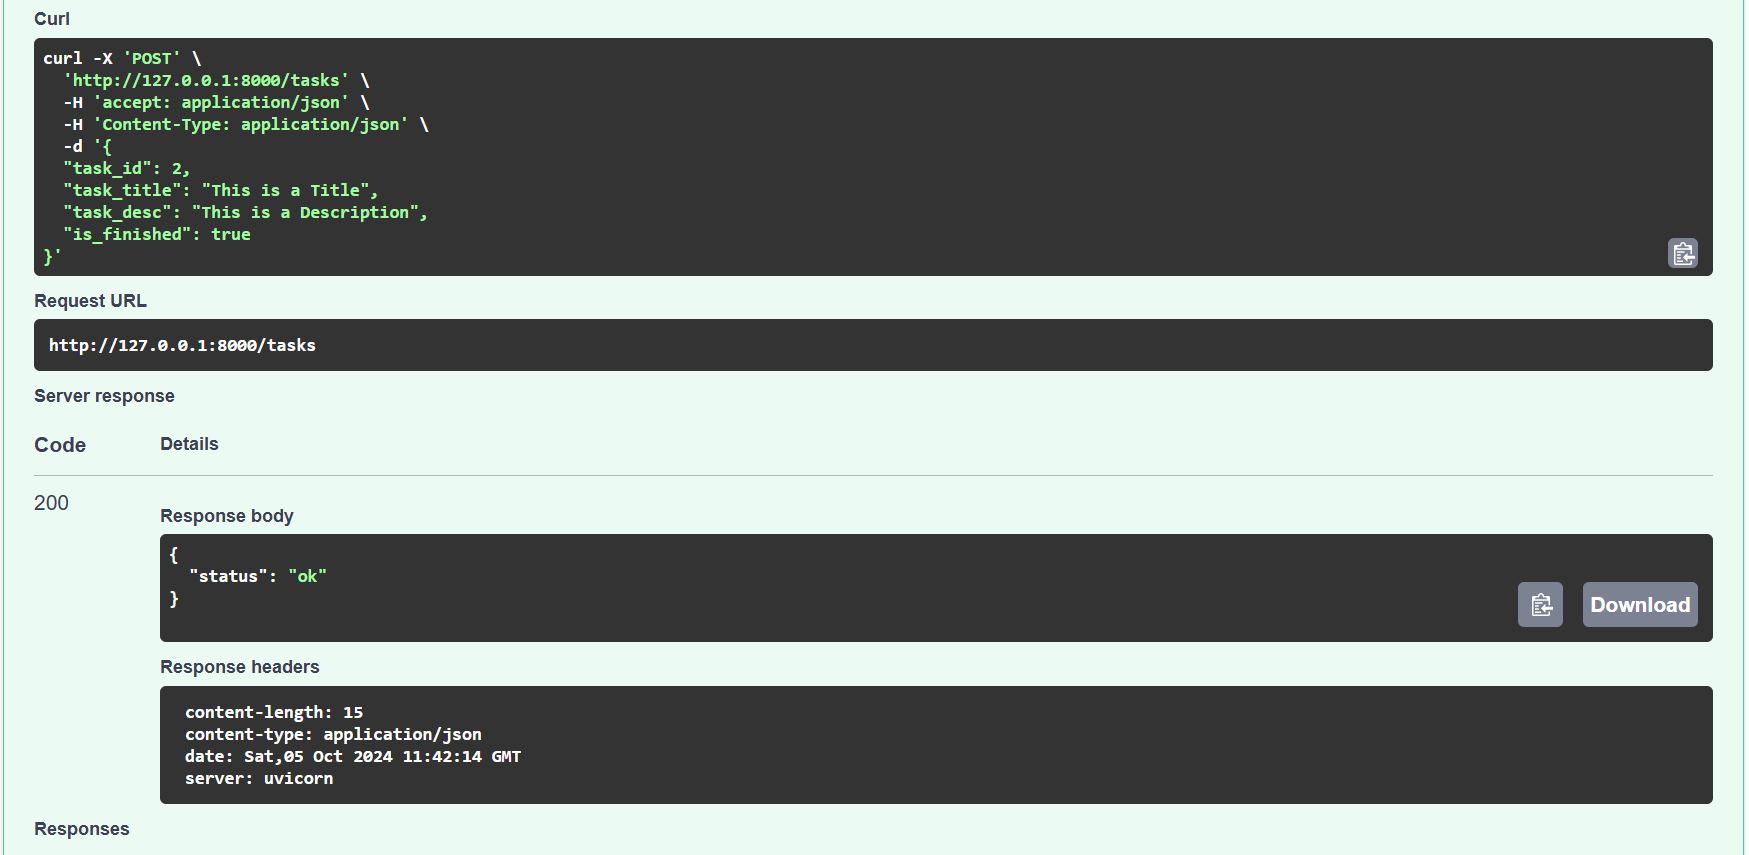 Curl
curl -X 'POST' \
'http://127.0.0.1:8000/tasks' \
-H 'accept: application/json' \
-H 'Content-Type: application/json' \
-d '{
"task_id": 2,
"task_title": "This is a Title",
"task_desc": "This is a Description",
"is_finished": true
}'
Request URL
http://127.0.0.1:8000/tasks
Server response
Code Details
200
Response body
{
"status": "ok"
}
Download
Response headers
content-length: 15
content-type: application/json
date: Sat,05 Oct 2024 11:42:14 GMT
server: uvicorn
Responses